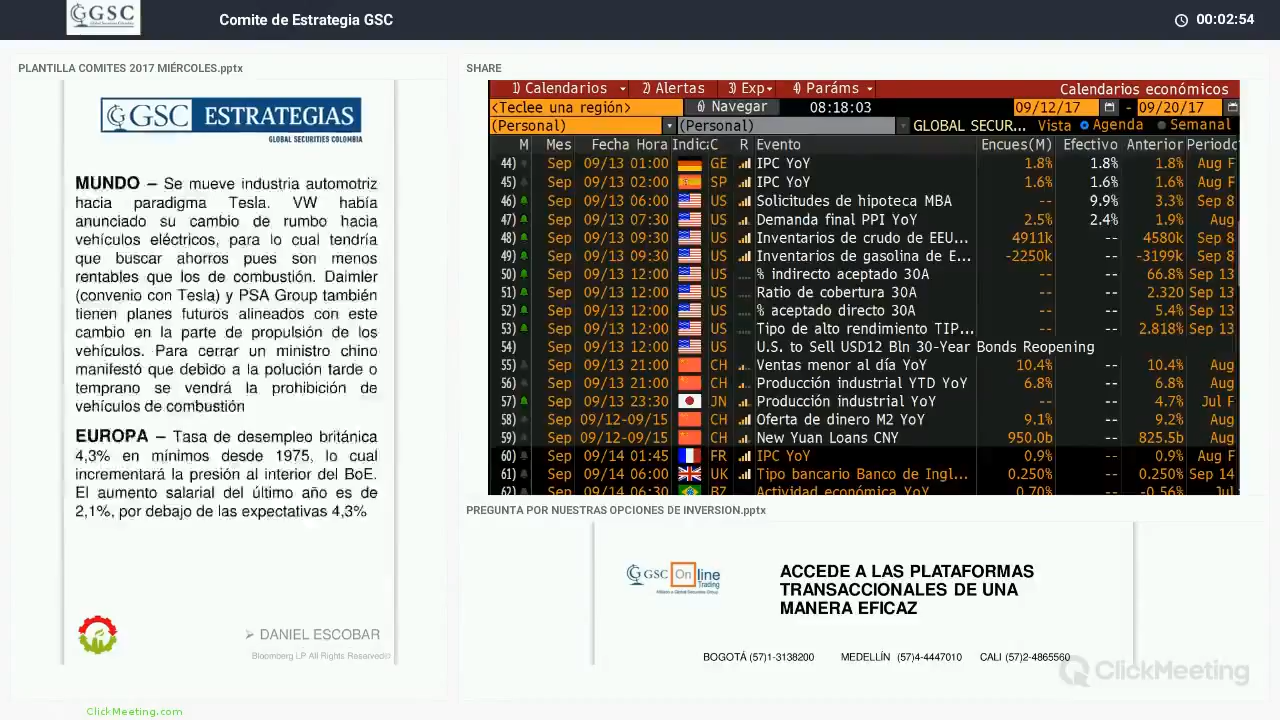 GSC
Comite de Estrategia GSC
00:02:54
PLANTILLA COMITES 2017 MIÉRCOLES.pptx
GSC ESTRATEGIAS
GLOBAL SECURITIES COLOMBIA
MUNDO – Se mueve industria automotriz
hacia paradigma Tesla. VW había
anunciado su cambio de rumbo hacia
vehículos eléctricos, para lo cual tendría
que buscar ahorros pues son menos
rentables que los de combustión. Daimler
(convenio con Tesla) y PSA Group también
tienen planes futuros alineados con este
cambio en la parte de propulsión de los
vehículos. Para cerrar un ministro chino
manifestó que debido a la polución tarde o
temprano se vendrá la prohibición de
vehículos de combustión
EUROPA – Tasa de desempleo británica
4,3% en mínimos desde 1975, lo cual
incrementará la presión al interior del BoE.
El aumento salarial del último año es de
2,1%, por debajo de las expectativas 4,3%
➢ DANIEL ESCOBAR
Bloomberg LP All Rights Reserved©
ClickMeeting.com
SHARE
1) Calendarios 2) Alertas 3) Exp 4) Paráms Calendarios económicos
<Teclee una región> 6) Navegar 08:18:03 09/12/17 - 09/20/17
(Personal) (Personal) GLOBAL SECUR... Vista Agenda Semanal
M Mes Fecha Hora Indic C R Evento Encues(M) Efectivo Anterior Periodo
44) Sep 09/13 01:00 GE IPC YoY 1.8% 1.8% 1.8% Aug F
45) Sep 09/13 02:00 SP IPC YoY 1.6% 1.6% 1.6% Aug F
46) Sep 09/13 06:00 US Solicitudes de hipoteca MBA -- 9.9% 3.3% Sep 8
47) Sep 09/13 07:30 US Demanda final PPI YoY 2.5% 2.4% 1.9% Aug
48) Sep 09/13 09:30 US Inventarios de crudo de EEU... 4911k -- 4580k Sep 8
49) Sep 09/13 09:30 US Inventarios de gasolina de E... -2250k -- -3199k Sep 8
50) Sep 09/13 12:00 US % indirecto aceptado 30A -- -- 66.8% Sep 13
51) Sep 09/13 12:00 US Ratio de cobertura 30A -- -- 2.320 Sep 13
52) Sep 09/13 12:00 US % aceptado directo 30A -- -- 5.4% Sep 13
53) Sep 09/13 12:00 US Tipo de alto rendimiento TIP... -- -- 2.818% Sep 13
54) Sep 09/13 12:00 US U.S. to Sell USD12 Bln 30-Year Bonds Reopening
55) Sep 09/13 21:00 CH Ventas menor al día YoY 10.4% -- 10.4% Aug
56) Sep 09/13 21:00 CH Producción industrial YTD YoY 6.8% -- 6.8% Aug
57) Sep 09/13 23:30 JN Producción industrial YoY -- -- 4.7% Jul F
58) Sep 09/12-09/15 CH Oferta de dinero M2 YoY 9.1% -- 9.2% Aug
59) Sep 09/12-09/15 CH New Yuan Loans CNY 950.0b -- 825.5b Aug
60) Sep 09/14 01:45 FR IPC YoY 0.9% -- 0.9% Aug F
61) Sep 09/14 06:00 UK Tipo bancario Banco de Ingl... 0.250% -- 0.250% Sep 14
62) Sep 09/14 06:30 BZ Actividad económica YoY 0.70% -- -0.56% Jul
PREGUNTA POR NUESTRAS OPCIONES DE INVERSION.pptx
GSC Online
Trading
ACCEDE A LAS PLATAFORMAS
TRANSACCIONALES DE UNA
MANERA EFICAZ
BOGOTÁ (57)1-3138200 MEDELLÍN (57)4-4447010 CALI (57)2-4865560
ClickMeeting